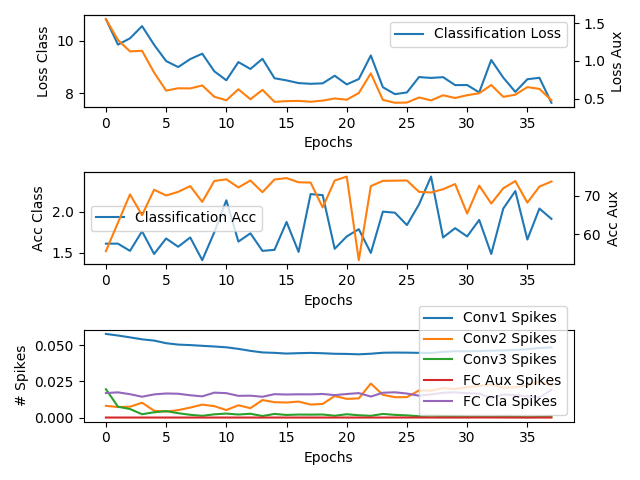 Loss Class
10
8
Classification Loss
1.5
1.0
0.5
Loss Aux
0 5 10 15 20 25 30 35
Epochs
Acc Class
2.0
1.5
Classification Acc
70
60
Acc Aux
0 5 10 15 20 25 30 35
Epochs
# Spikes
0.050
0.025
0.000
Conv1 Spikes
Conv2 Spikes
Conv3 Spikes
FC Aux Spikes
FC Cla Spikes
0 5 10 15 20 25 30 35
Epochs